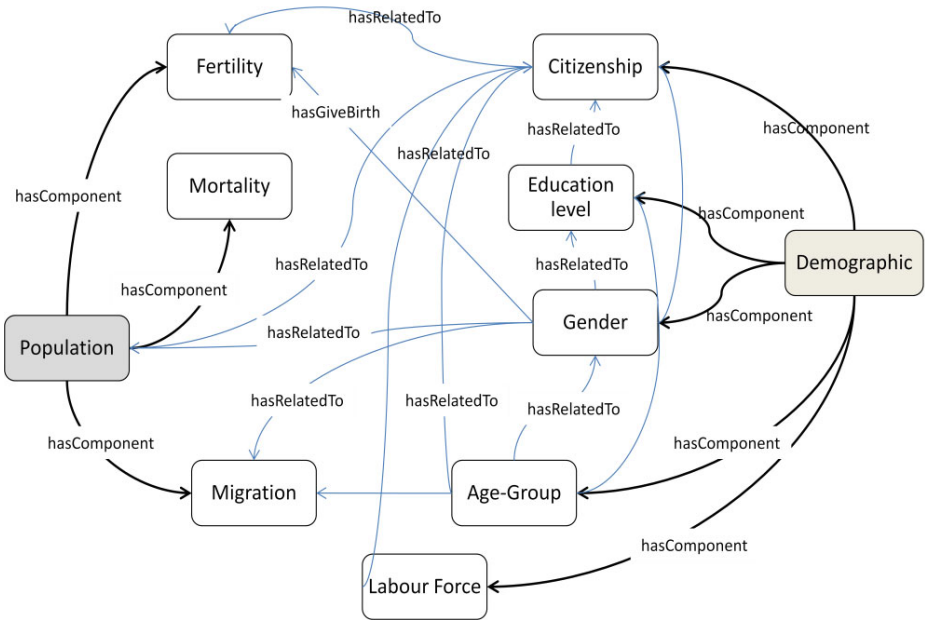 hasRelatedTo
Fertility
Citizenship
hasGiveBirth
hasRelatedTo
hasComponent
hasRelatedTo
Mortality
Education
level
hasComponent
hasComponent
hasRelatedTo
hasRelatedTo
Demographic
hasComponent
hasComponent
Gender
hasRelatedTo
Population
hasRelatedTo
hasRelatedTo
hasRelatedTo
hasComponent
hasComponent
Migration
Age-Group
hasComponent
Labour Force